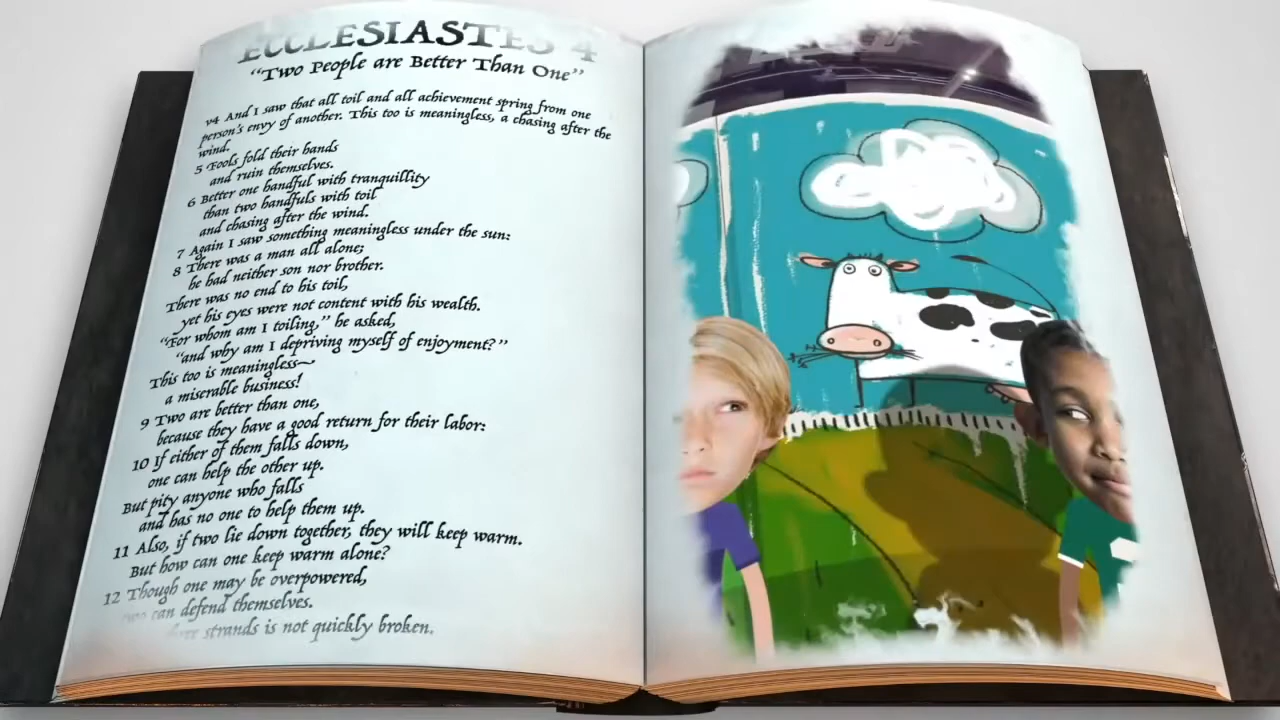 ECCLESIASTES 4
“Two People are Better Than One”
v4 And I saw that all toil and all achievement spring from one
person's envy of another. This too is meaningless, a chasing after the
wind.
5 Fools fold their hands
and ruin themselves.
6 Better one handful with tranquillity
than two handfuls with toil
and chasing after the wind.
7 Again I saw something meaningless under the sun:
8 There was a man all alone;
he had neither son nor brother.
There was no end to his toil,
yet his eyes were not content with his wealth.
“For whom am I toiling,” he asked,
“and why am I depriving myself of enjoyment?”
This too is meaningless~
a miserable business!
9 Two are better than one,
because they have a good return for their labor:
10 If either of them falls down,
one can help the other up.
But pity anyone who falls
and has no one to help them up.
11 Also, if two lie down together, they will keep warm.
But how can one keep warm alone?
12 Though one may be overpowered,
two can defend themselves.
strands is not quickly broken.